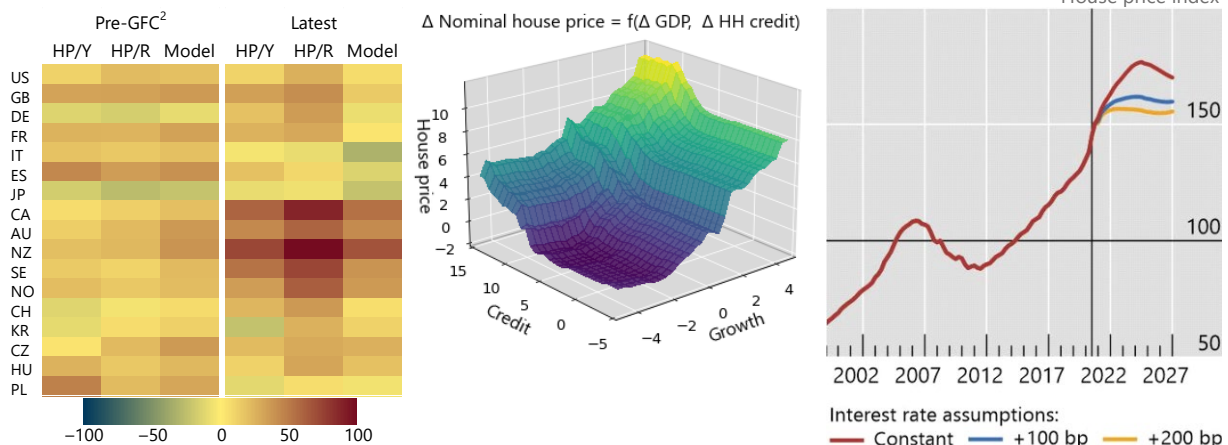 Pre-GFC2 Latest
HP/Y HP/R Model HP/Y HP/R Model
US
GB
DE
FR
IT
ES
JP
CA
AU
NZ
SE
NO
CH
KR
CZ
HU
PL
−100 −50 0 50 100
Δ Nominal house price = f(Δ GDP, Δ HH credit)
House price
10
8
6
4
2
0
−2
15
10
5
0
−5
Credit
−4
−2
0
2
4
Growth
House price index
150
100
50
2002 2007 2012 2017 2022 2027
Interest rate assumptions:
Constant +100 bp +200 bp